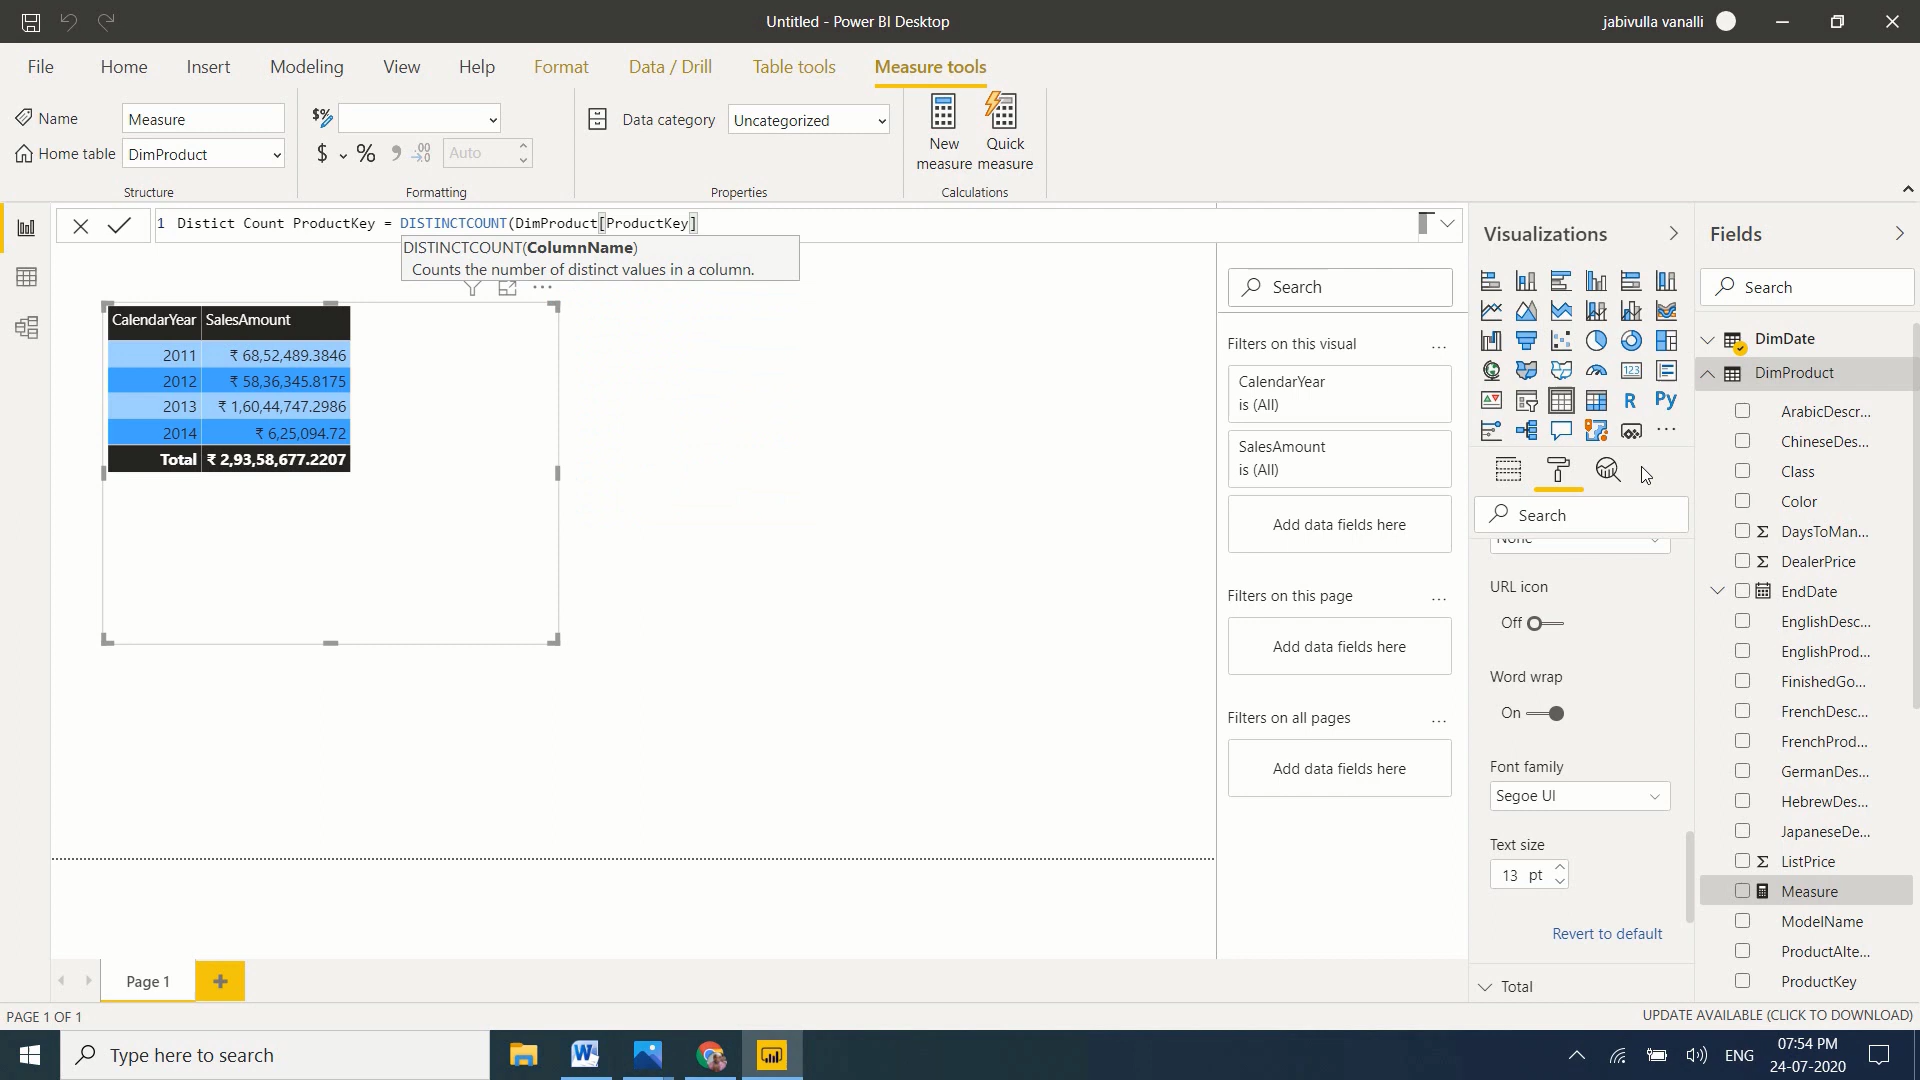 Untitled - Power BI Desktop
jabivulla vanalli
File Home Insert Modeling View Help Format Data / Drill Table tools Measure tools
Name Measure
Home table DimProduct
Structure
$ % , .00 Auto
Formatting
Data category Uncategorized
Properties
New measure
Quick measure
Calculations
1 Distict Count ProductKey = DISTINCTCOUNT(DimProduct[ProductKey]
DISTINCTCOUNT(ColumnName)
Counts the number of distinct values in a column.
CalendarYear SalesAmount
2011 ₹ 68,52,489.3846
2012 ₹ 58,36,345.8175
2013 ₹ 1,60,44,747.2986
2014 ₹ 6,25,094.72
Total ₹ 2,93,58,677.2207
Search
Filters on this visual ...
CalendarYear
is (All)
SalesAmount
is (All)
Add data fields here
Filters on this page ...
Add data fields here
Filters on all pages ...
Add data fields here
Visualizations
123
R Py
...
Search
None
URL icon
Off
Word wrap
On
Font family
Segoe UI
Text size
13 pt
Revert to default
Total
Fields
Search
DimDate
DimProduct
ArabicDescr...
ChineseDes...
Class
Color
Σ DaysToMan...
Σ DealerPrice
EndDate
EnglishDesc...
EnglishProd...
FinishedGo...
FrenchDesc...
FrenchProd...
GermanDes...
HebrewDes...
JapaneseDe...
Σ ListPrice
Measure
ModelName
ProductAlte...
ProductKey
Page 1
PAGE 1 OF 1
UPDATE AVAILABLE (CLICK TO DOWNLOAD)
Type here to search
ENG
07:54 PM
24-07-2020